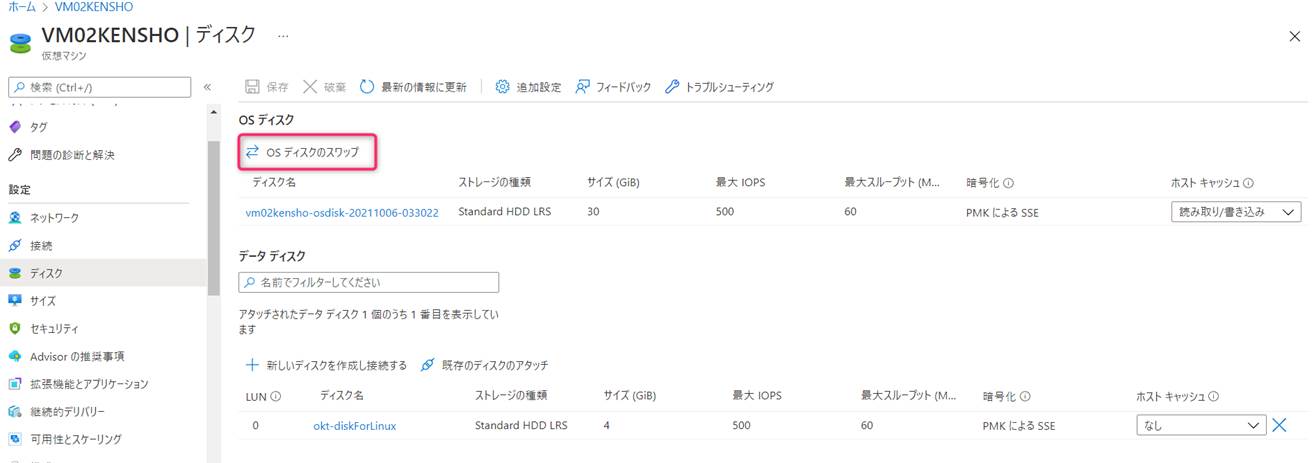 ホーム > VM02KENSHO
VM02KENSHO | ディスク ...
仮想マシン
検索 (Ctrl+/)
«
保存 破棄 最新の情報に更新 追加設定 フィードバック トラブルシューティング
タグ
問題の診断と解決
設定
ネットワーク
接続
ディスク
サイズ
セキュリティ
Advisor の推奨事項
拡張機能とアプリケーション
継続的デリバリー
可用性とスケーリング
OS ディスク
OS ディスクのスワップ
ディスク名 ストレージの種類 サイズ (GiB) 最大 IOPS 最大スループット (M... 暗号化 ホスト キャッシュ
vm02kensho-osdisk-20211006-033022 Standard HDD LRS 30 500 60 PMK による SSE 読み取り/書き込み
データ ディスク
名前でフィルターしてください
アタッチされたデータ ディスク 1 個のうち 1 番目を表示してい
ます
新しいディスクを作成し接続する 既存のディスクのアタッチ
LUN ディスク名 ストレージの種類 サイズ (GiB) 最大 IOPS 最大スループット (M... 暗号化 ホスト キャッシュ
0 okt-diskForLinux Standard HDD LRS 4 500 60 PMK による SSE なし